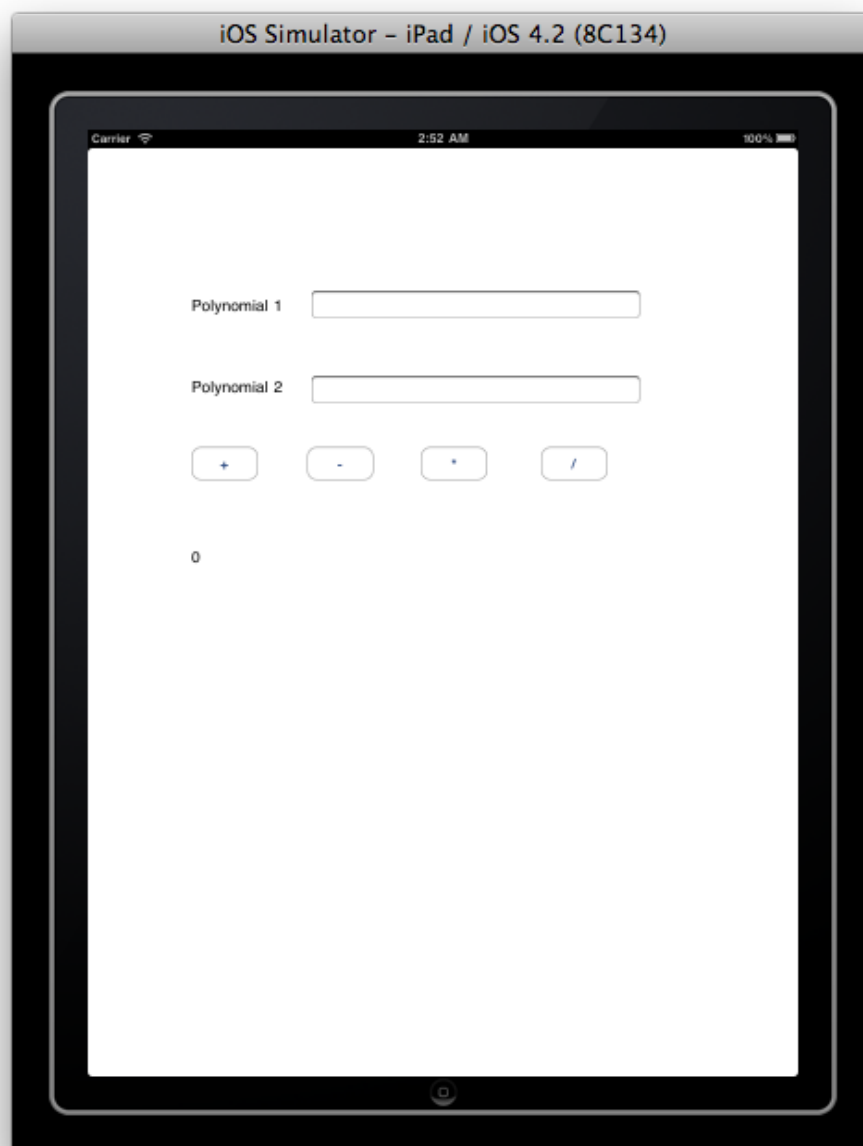 iOS Simulator – iPad / iOS 4.2 (8C134)
Carrier 2:52 AM 100%
Polynomial 1
Polynomial 2
+ - * /
0